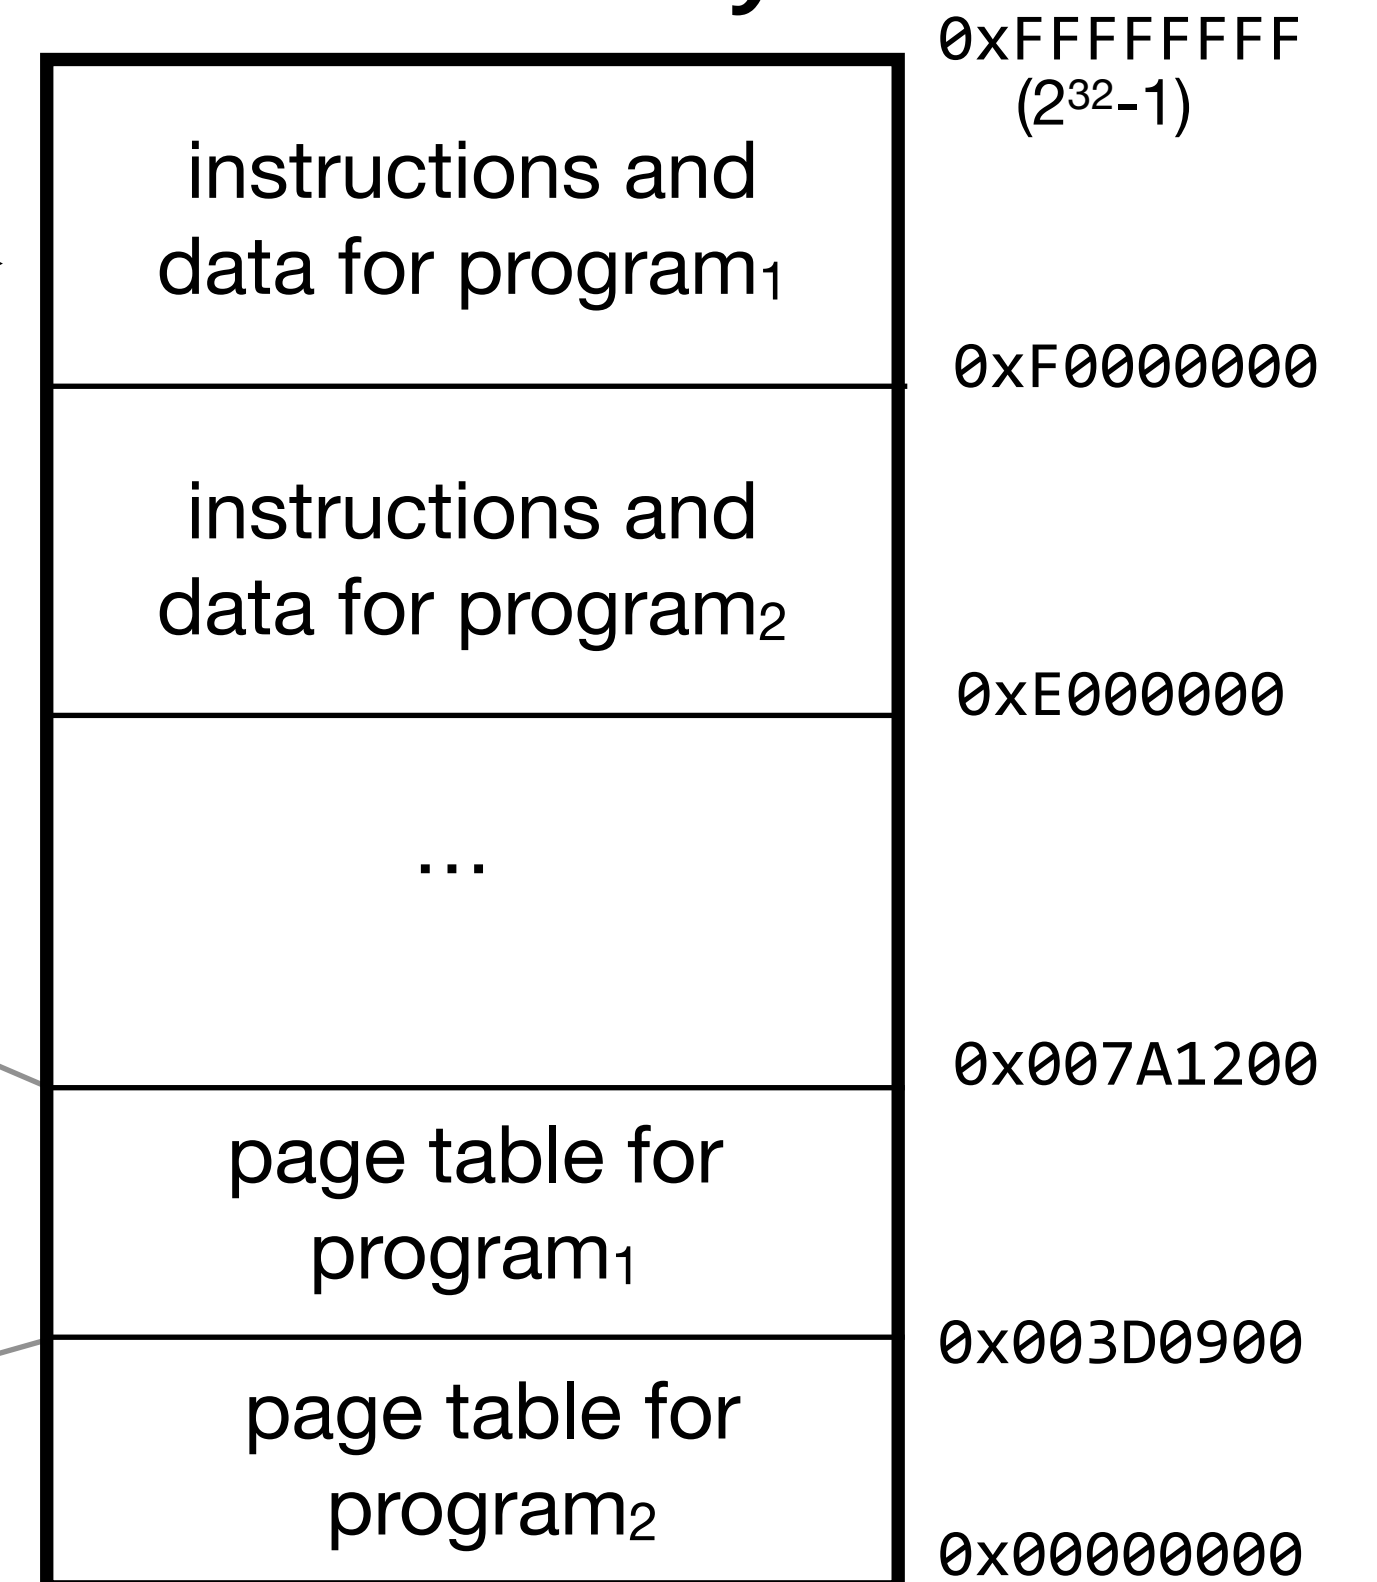 0xFFFFFFFF
(2³²-1)
instructions and
data for program₁
0xF0000000
instructions and
data for program₂
0xE000000
...
0x007A1200
page table for
program₁
0x003D0900
page table for
program₂
0x00000000